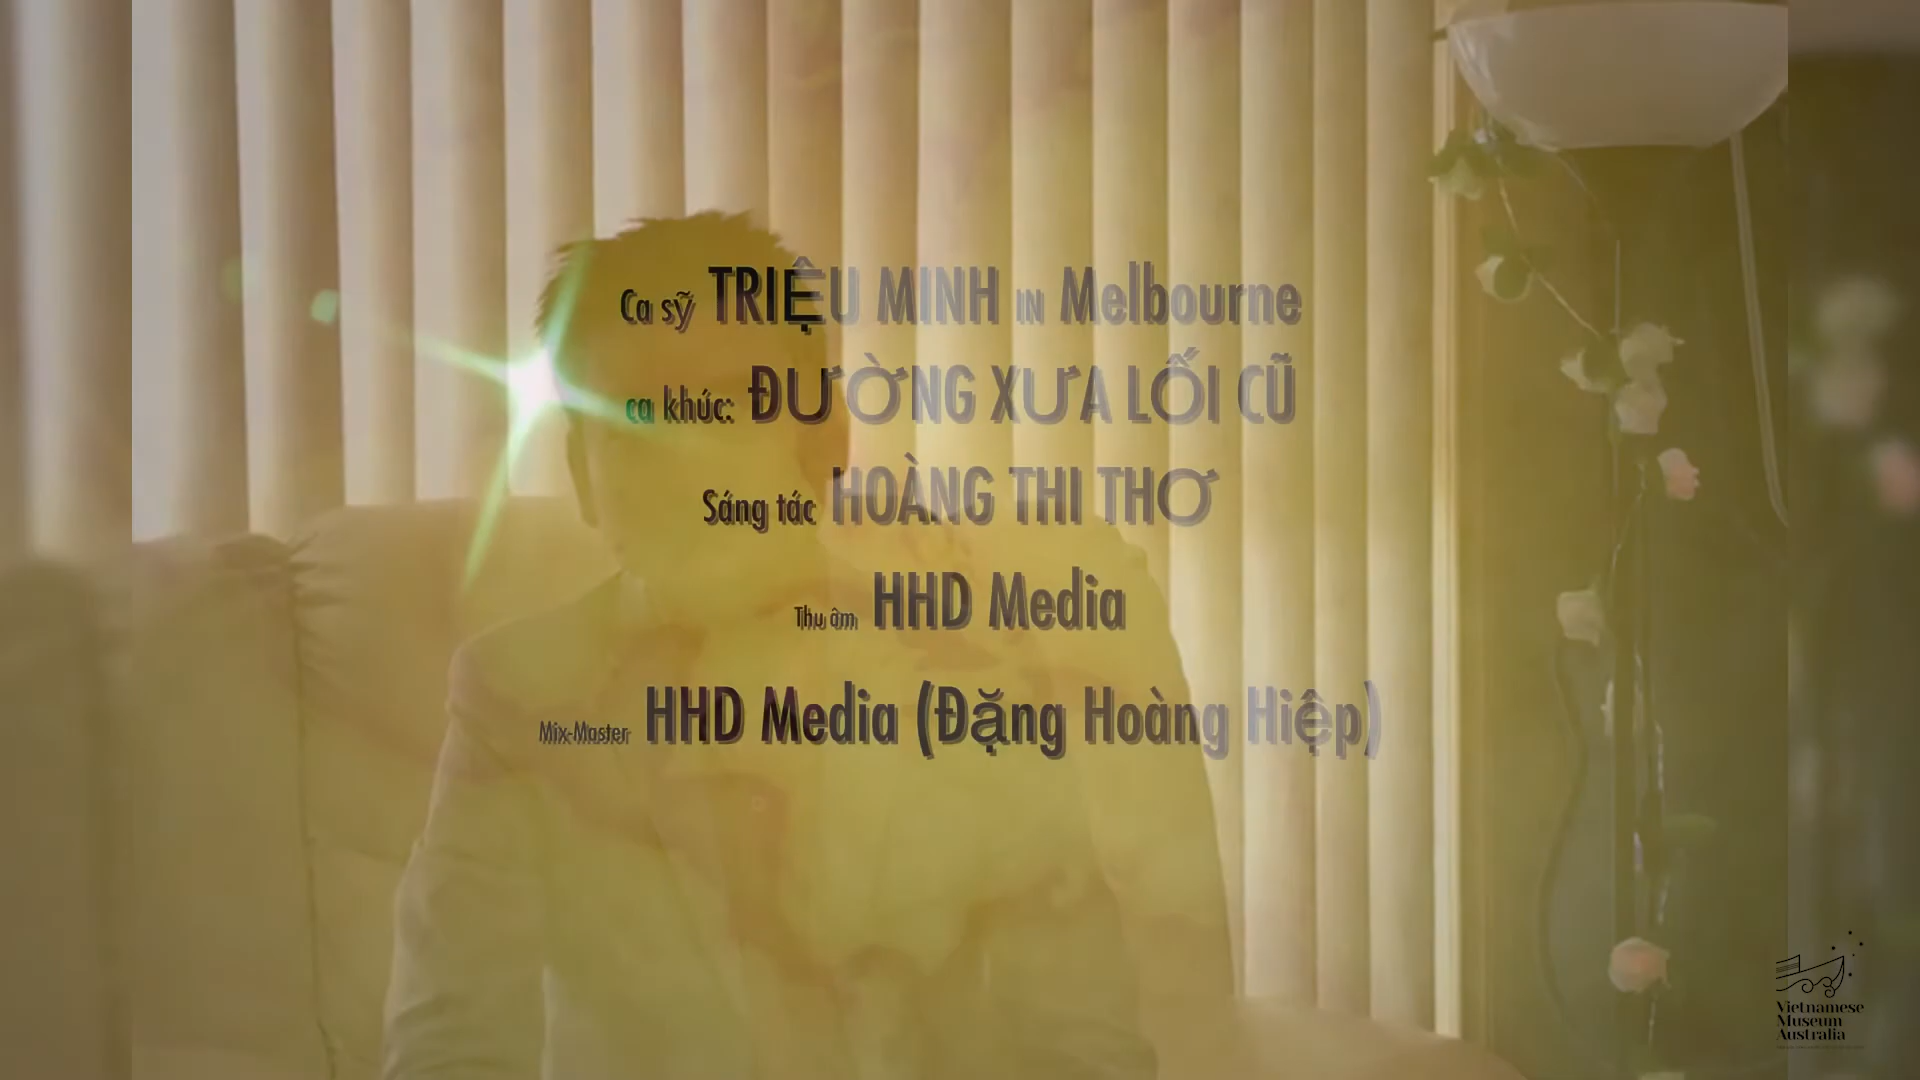 Ca sỹ TRIỆU MINH IN Melbourne
ca khúc: ĐƯỜNG XƯA LỐI CŨ
Sáng tác HOÀNG THI THƠ
Thu âm HHD Media
Mix-Master HHD Media (Đặng Hoàng Hiệp)
Vietnamese
Museum
Australia